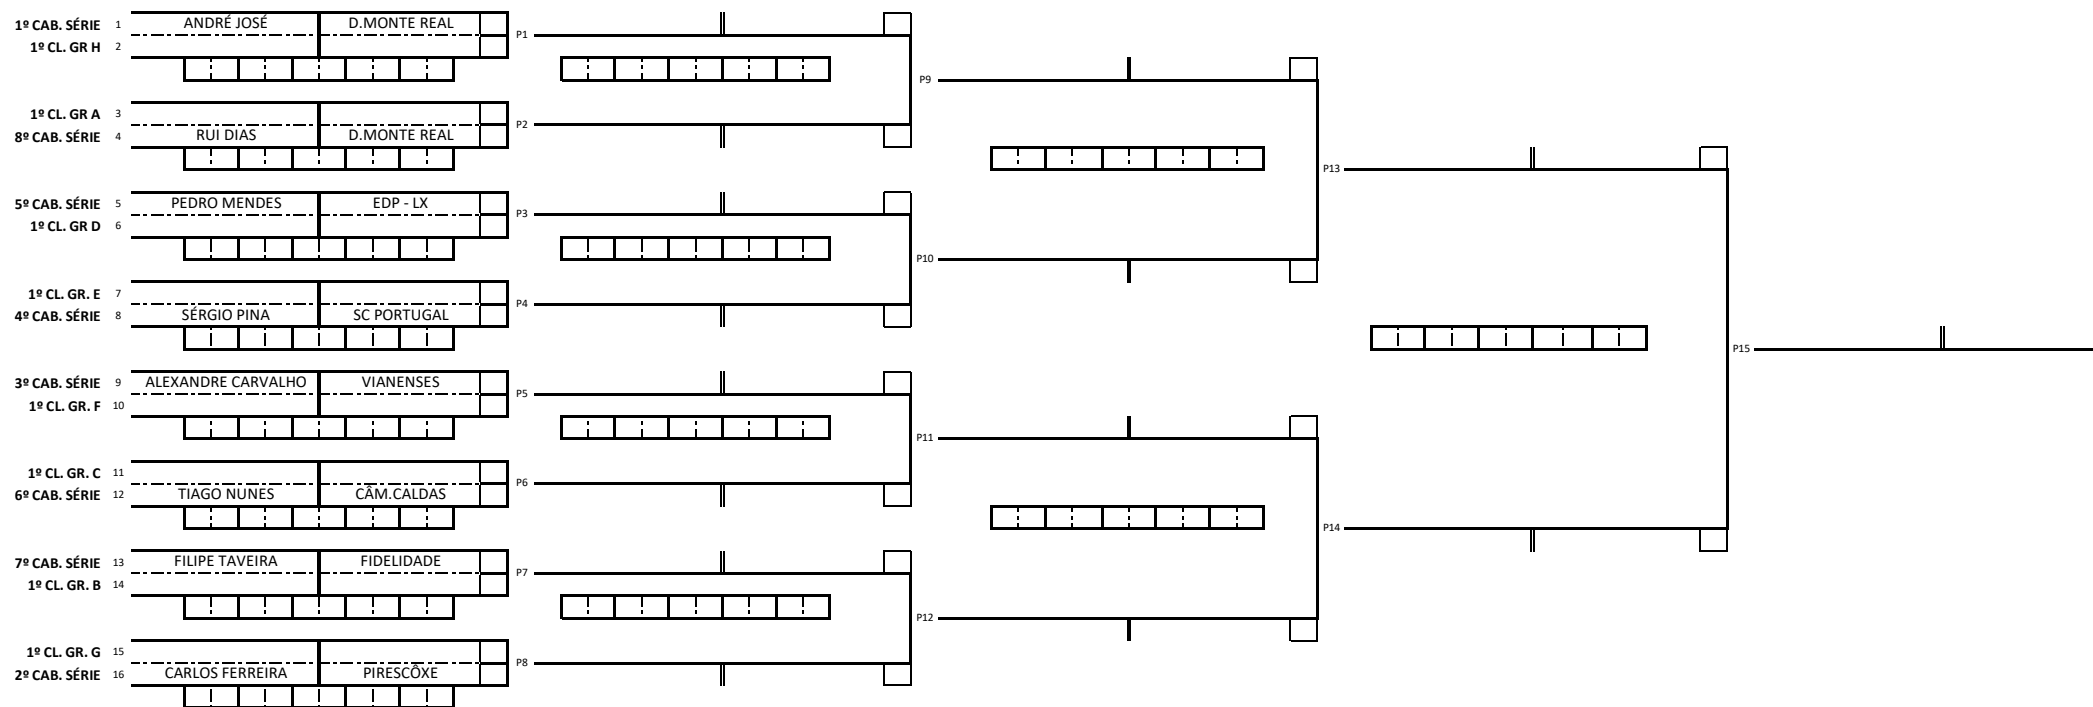 1º CAB. SÉRIE 1 ANDRÉ JOSÉ D.MONTE REAL
P1
1º CL. GR H 2
P9
1º CL. GR A 3
P2
8º CAB. SÉRIE 4 RUI DIAS D.MONTE REAL
P13
5º CAB. SÉRIE 5 PEDRO MENDES EDP - LX
P3
1º CL. GR D 6
P10
1º CL. GR. E 7
P4
4º CAB. SÉRIE 8 SÉRGIO PINA SC PORTUGAL
P15
3º CAB. SÉRIE 9 ALEXANDRE CARVALHO VIANENSES
P5
1º CL. GR. F 10
P11
1º CL. GR. C 11
P6
6º CAB. SÉRIE 12 TIAGO NUNES CÂM.CALDAS
P14
7º CAB. SÉRIE 13 FILIPE TAVEIRA FIDELIDADE
P7
1º CL. GR. B 14
P12
1º CL. GR. G 15
P8
2º CAB. SÉRIE 16 CARLOS FERREIRA PIRESCÔXE